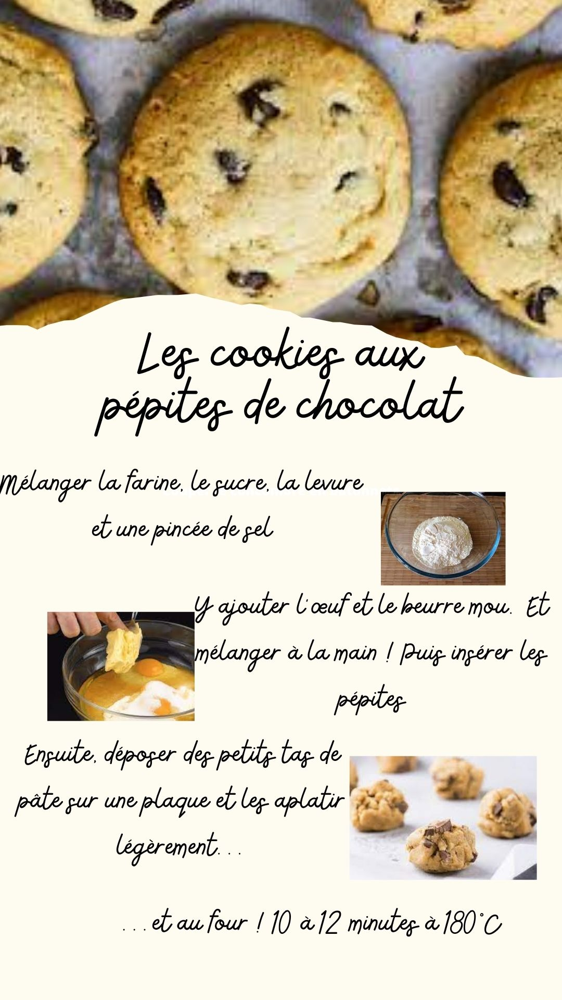 Les cookies aux
pépites de chocolat
Mélanger la farine, le sucre, la levure
et une pincée de sel
Y ajouter l'œuf et le beurre mou. Et
mélanger à la main ! Puis insérer les
pépites
Ensuite, déposer des petits tas de
pâte sur une plaque et les aplatir
légèrement...
...et au four ! 10 à 12 minutes à 180°C